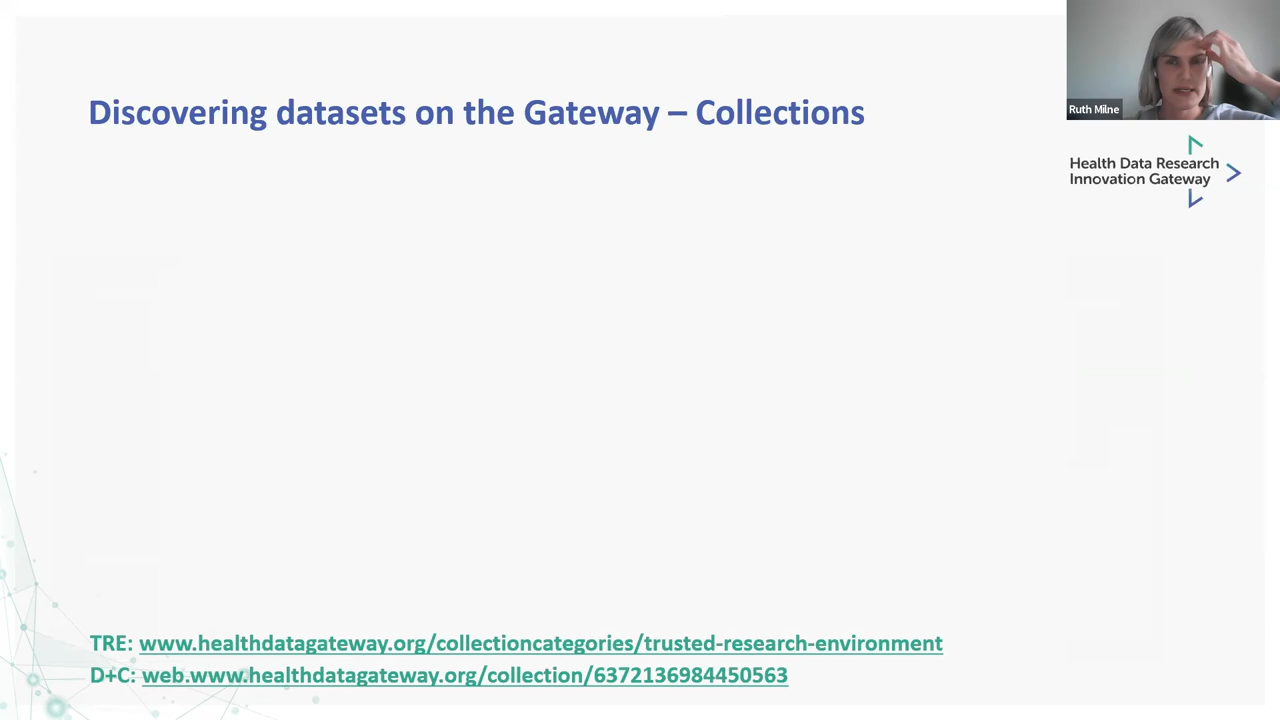 Discovering datasets on the Gateway – Collections
Ruth Milne
Health Data Research
Innovation Gateway
TRE: www.healthdatagateway.org/collectioncategories/trusted-research-environment
D+C: web.www.healthdatagateway.org/collection/6372136984450563